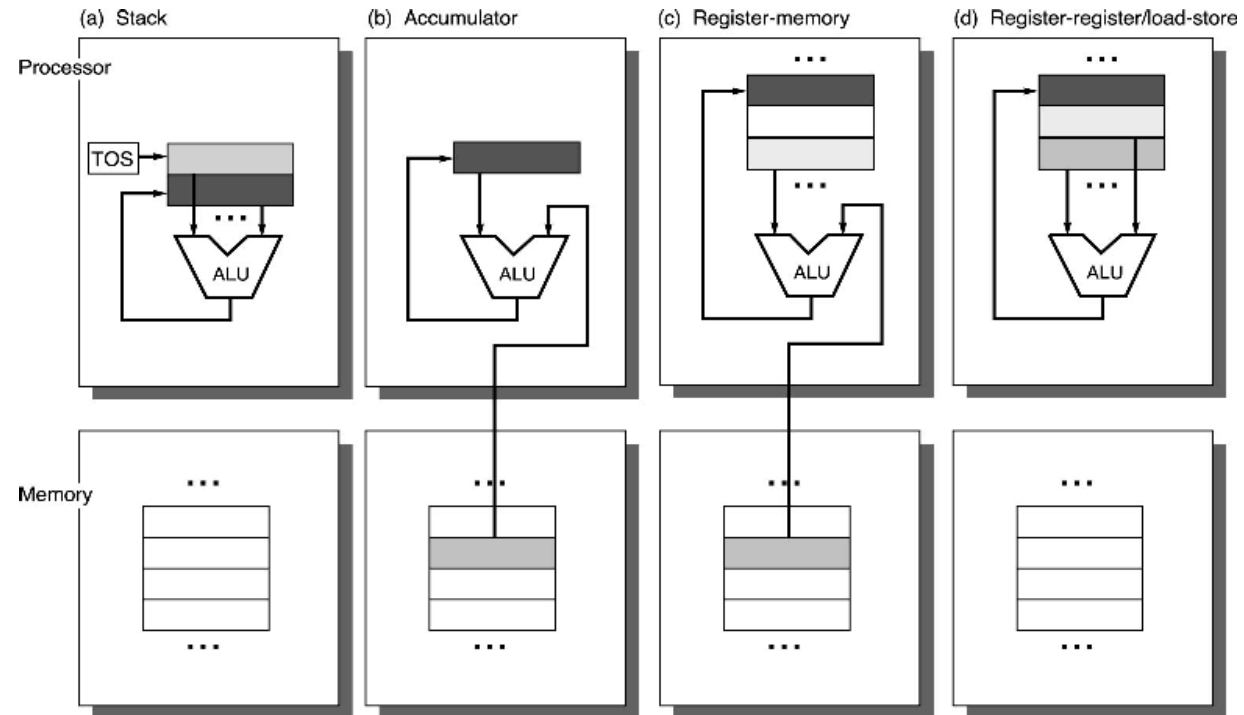 (a) Stack
(b) Accumulator
(c) Register-memory
(d) Register-register/load-store
Processor
...
...
TOS
...
...
...
ALU
ALU
ALU
ALU
Memory
...
...
...
...
...
...
...
...